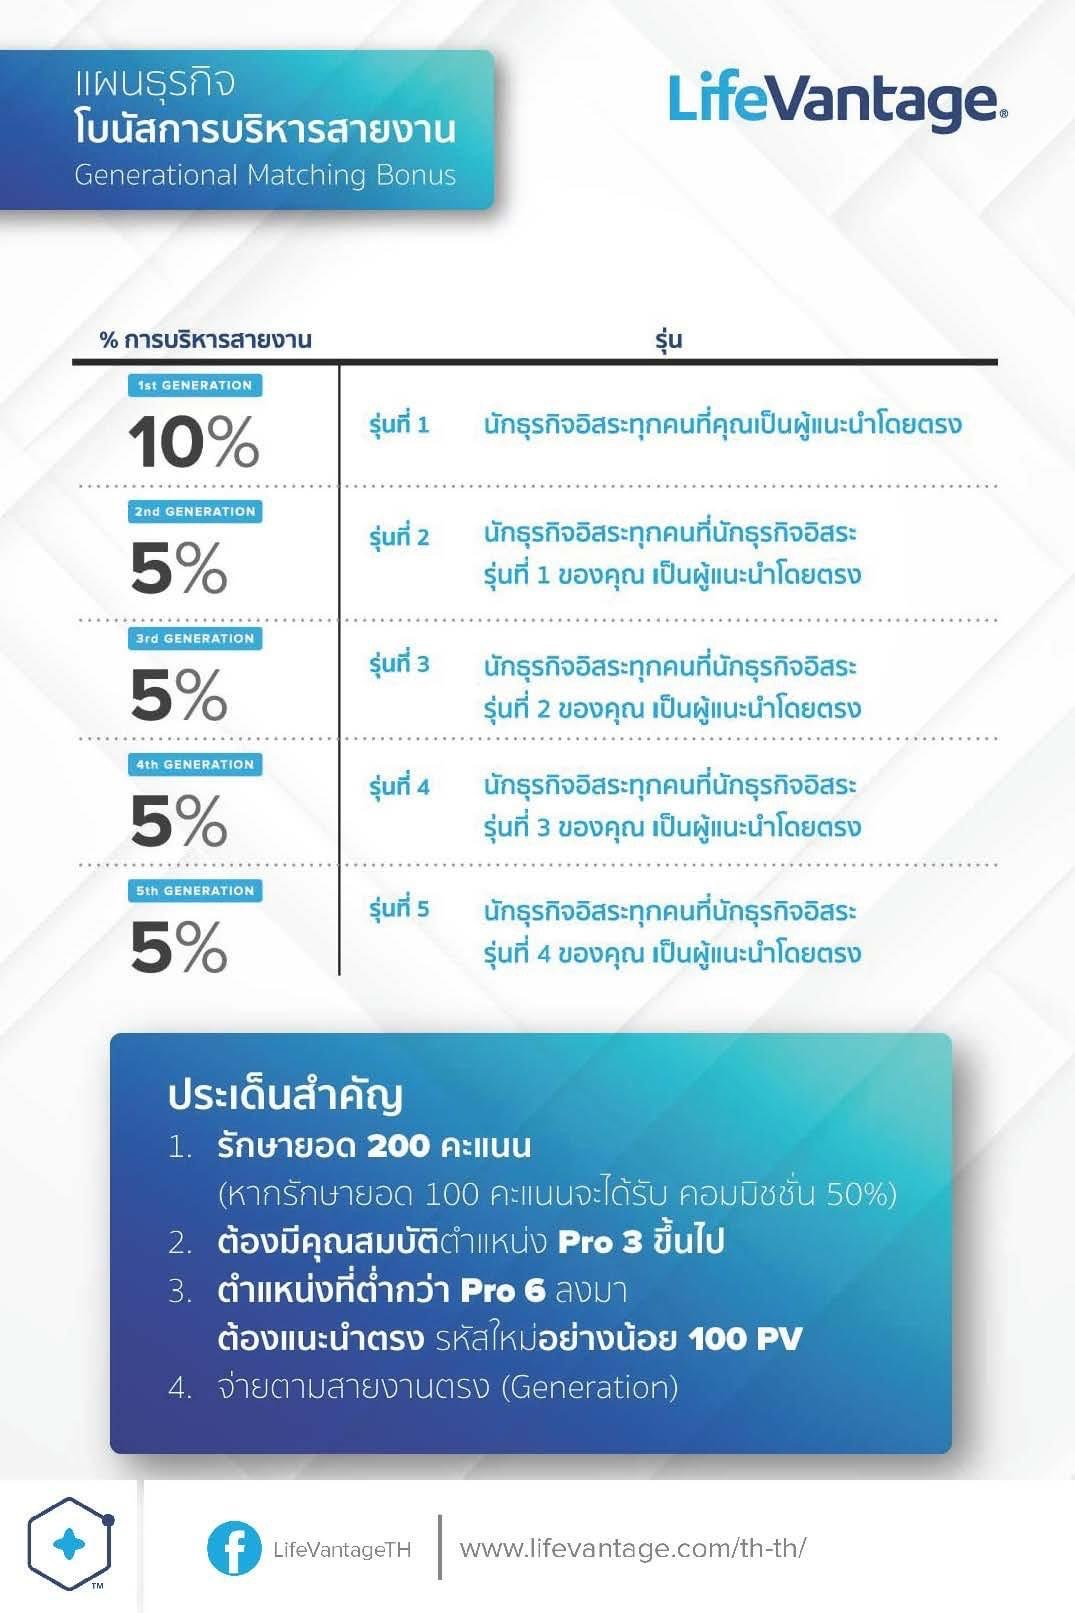 แผนธุรกิจ
โบนัสการบริหารสายงาน
Generational Matching Bonus
LifeVantage®
% การบริหารสายงาน
รุ่น
1st GENERATION
10%
รุ่นที่ 1
นักธุรกิจอิสระทุกคนที่คุณเป็นผู้แนะนำโดยตรง
2nd GENERATION
5%
รุ่นที่ 2
นักธุรกิจอิสระทุกคนที่นักธุรกิจอิสระ
รุ่นที่ 1 ของคุณ เป็นผู้แนะนำโดยตรง
3rd GENERATION
5%
รุ่นที่ 3
นักธุรกิจอิสระทุกคนที่นักธุรกิจอิสระ
รุ่นที่ 2 ของคุณ เป็นผู้แนะนำโดยตรง
4th GENERATION
5%
รุ่นที่ 4
นักธุรกิจอิสระทุกคนที่นักธุรกิจอิสระ
รุ่นที่ 3 ของคุณ เป็นผู้แนะนำโดยตรง
5th GENERATION
5%
รุ่นที่ 5
นักธุรกิจอิสระทุกคนที่นักธุรกิจอิสระ
รุ่นที่ 4 ของคุณ เป็นผู้แนะนำโดยตรง
ประเด็นสำคัญ
1. รักษายอด 200 คะแนน
(หากรักษายอด 100 คะแนนจะได้รับ คอมมิชชั่น 50%)
2. ต้องมีคุณสมบัติตำแหน่ง Pro 3 ขึ้นไป
3. ตำแหน่งที่ต่ำกว่า Pro 6 ลงมา
ต้องแนะนำตรง รหัสใหม่อย่างน้อย 100 PV
4. จ่ายตามสายงานตรง (Generation)
TM
LifeVantageTH
www.lifevantage.com/th-th/